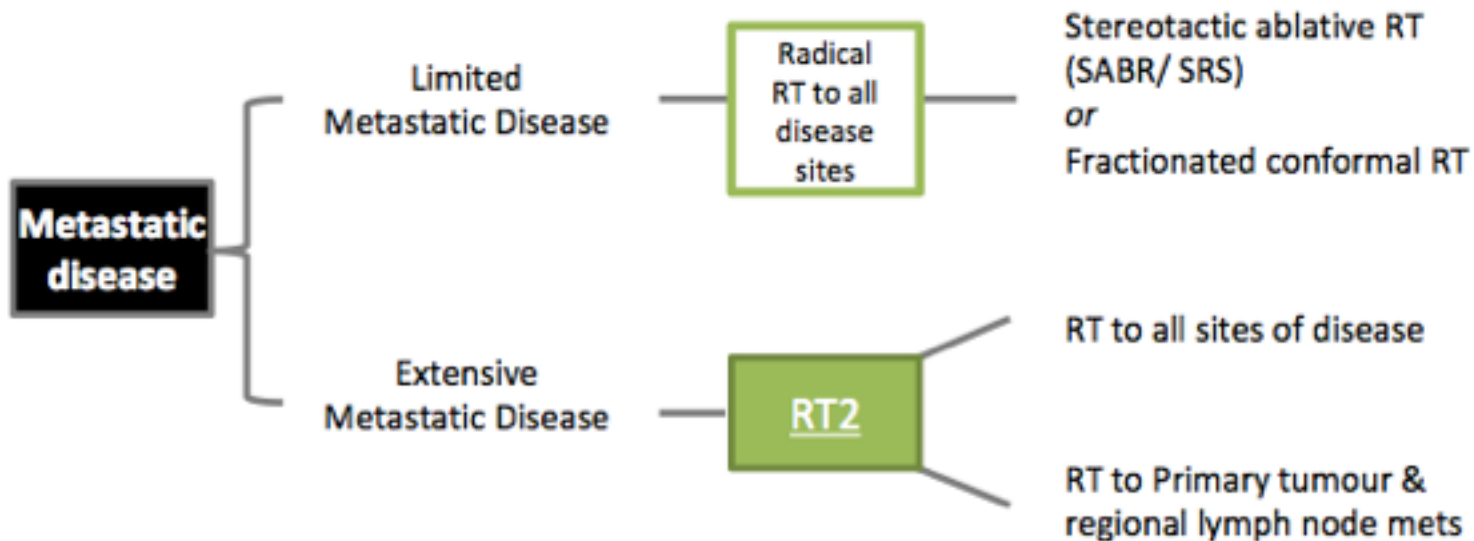 Metastatic
disease
Limited
Metastatic Disease
Radical
RT to all
disease
sites
Stereotactic ablative RT
(SABR/ SRS)
or
Fractionated conformal RT
Extensive
Metastatic Disease
RT2
RT to all sites of disease
RT to Primary tumour &
regional lymph node mets